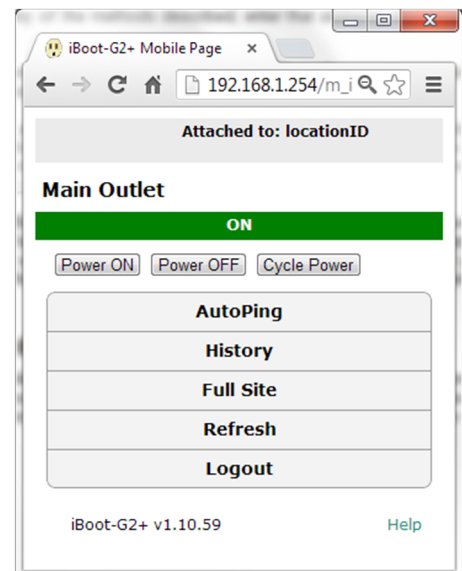 iBoot-G2+ Mobile Page
192.168.1.254/m_i
Attached to: locationID
Main Outlet
ON
Power ON Power OFF Cycle Power
AutoPing
History
Full Site
Refresh
Logout
iBoot-G2+ v1.10.59 Help